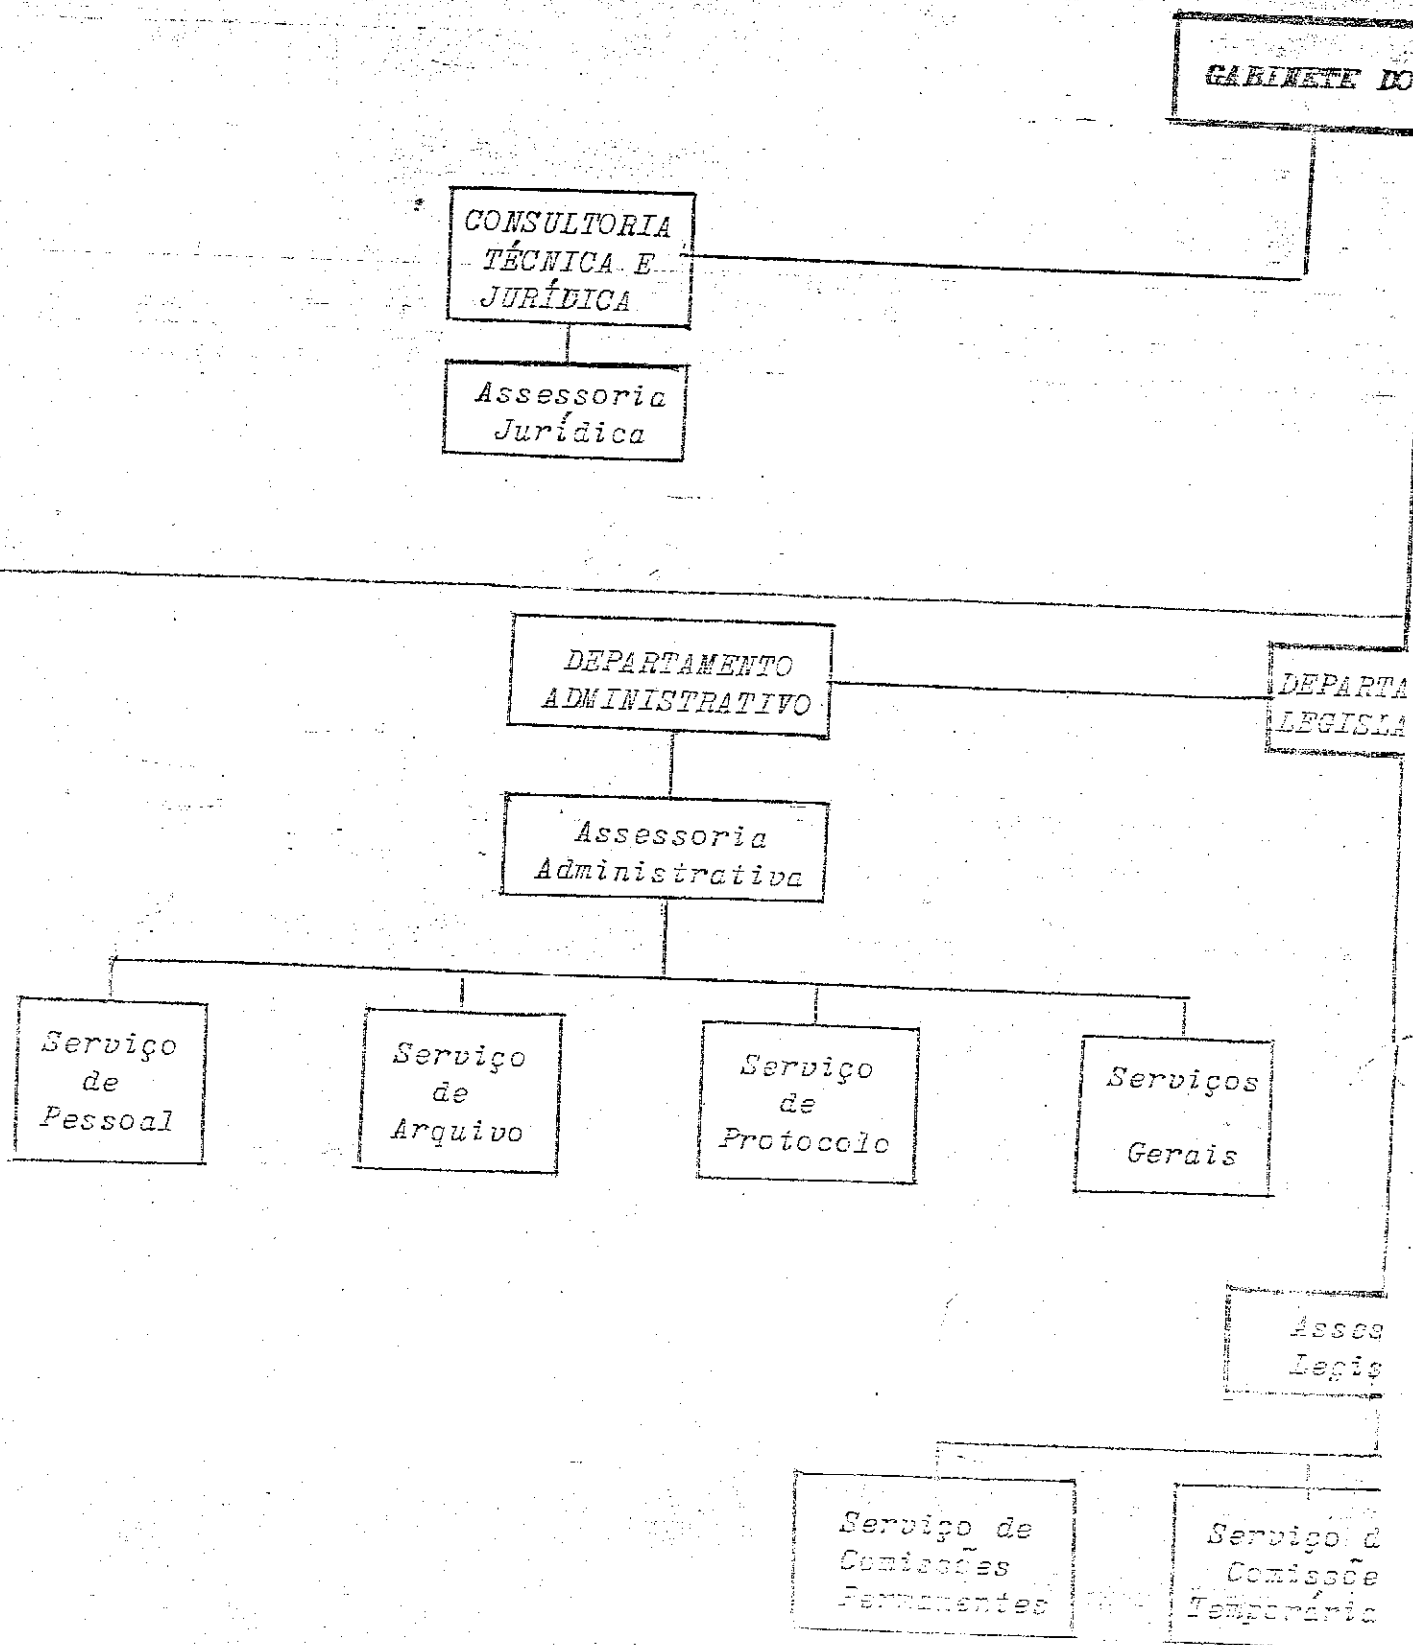 GABINETE DO
CONSULTORIA
TÉCNICA E
JURÍDICA
Assessoria
Jurídica
DEPARTAMENTO
ADMINISTRATIVO
DEPARTA
LEGISLA
Assessoria
Administrativa
Serviço
de
Pessoal
Serviço
de
Arquivo
Serviço
de
Protocolo
Serviços
Gerais
Asses
Legis
Serviço de
Comissões
Permanentes
Serviço d
Comissõe
Temporária